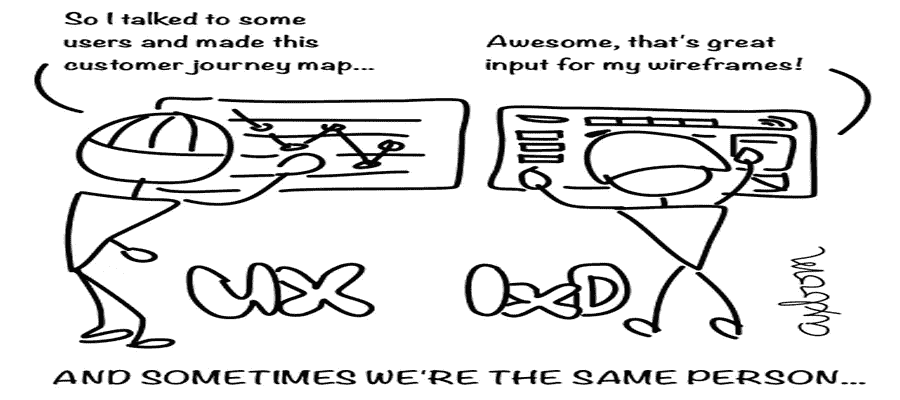 So I talked to some
users and made this
customer journey map...
Awesome, that's great
input for my wireframes!
UX
IxD
axbom
AND SOMETIMES WE'RE THE SAME PERSON...